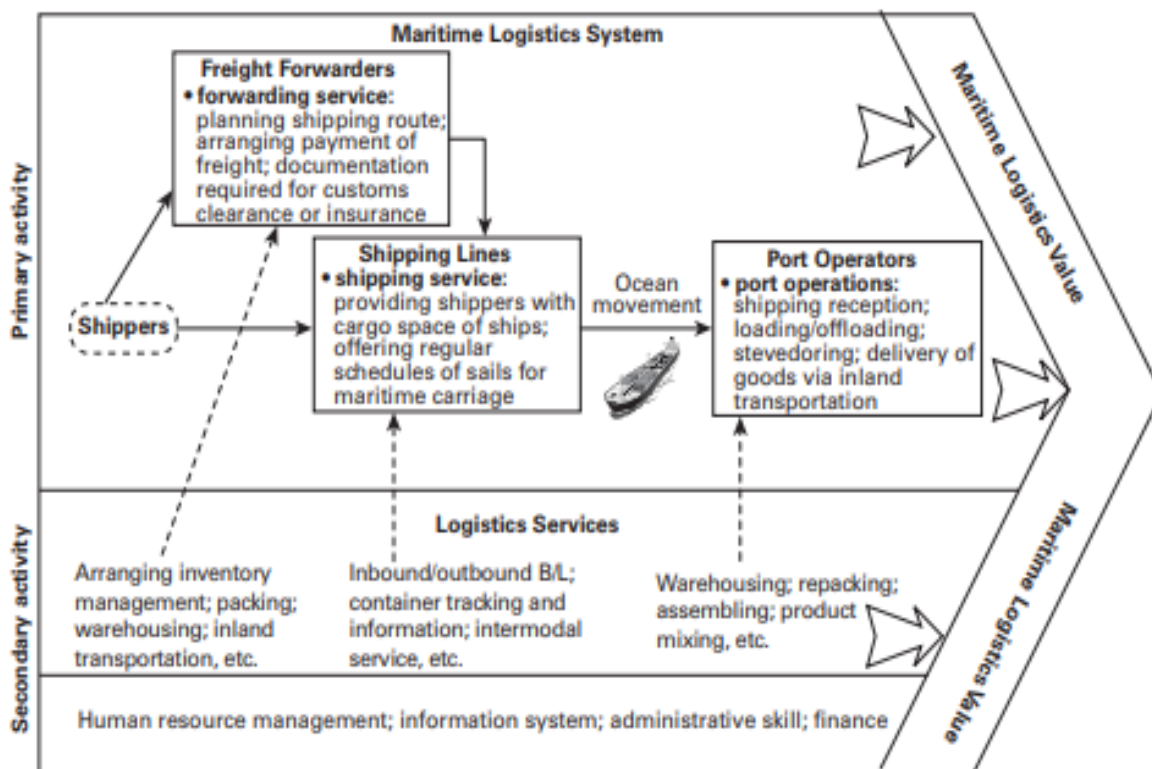 Maritime Logistics System
Freight Forwarders
• forwarding service:
planning shipping route;
arranging payment of
freight; documentation
required for customs
clearance or insurance
Shippers
Shipping Lines
• shipping service:
providing shippers with
cargo space of ships;
offering regular
schedules of sails for
maritime carriage
Ocean
movement
Port Operators
• port operations:
shipping reception;
loading/offloading;
stevedoring; delivery of
goods via inland
transportation
Primary activity
Maritime Logistics Value
Secondary activity
Logistics Services
Arranging inventory
management; packing;
warehousing; inland
transportation, etc.
Inbound/outbound B/L;
container tracking and
information; intermodal
service, etc.
Warehousing; repacking;
assembling; product
mixing, etc.
Maritime Logistics Value
Human resource management; information system; administrative skill; finance